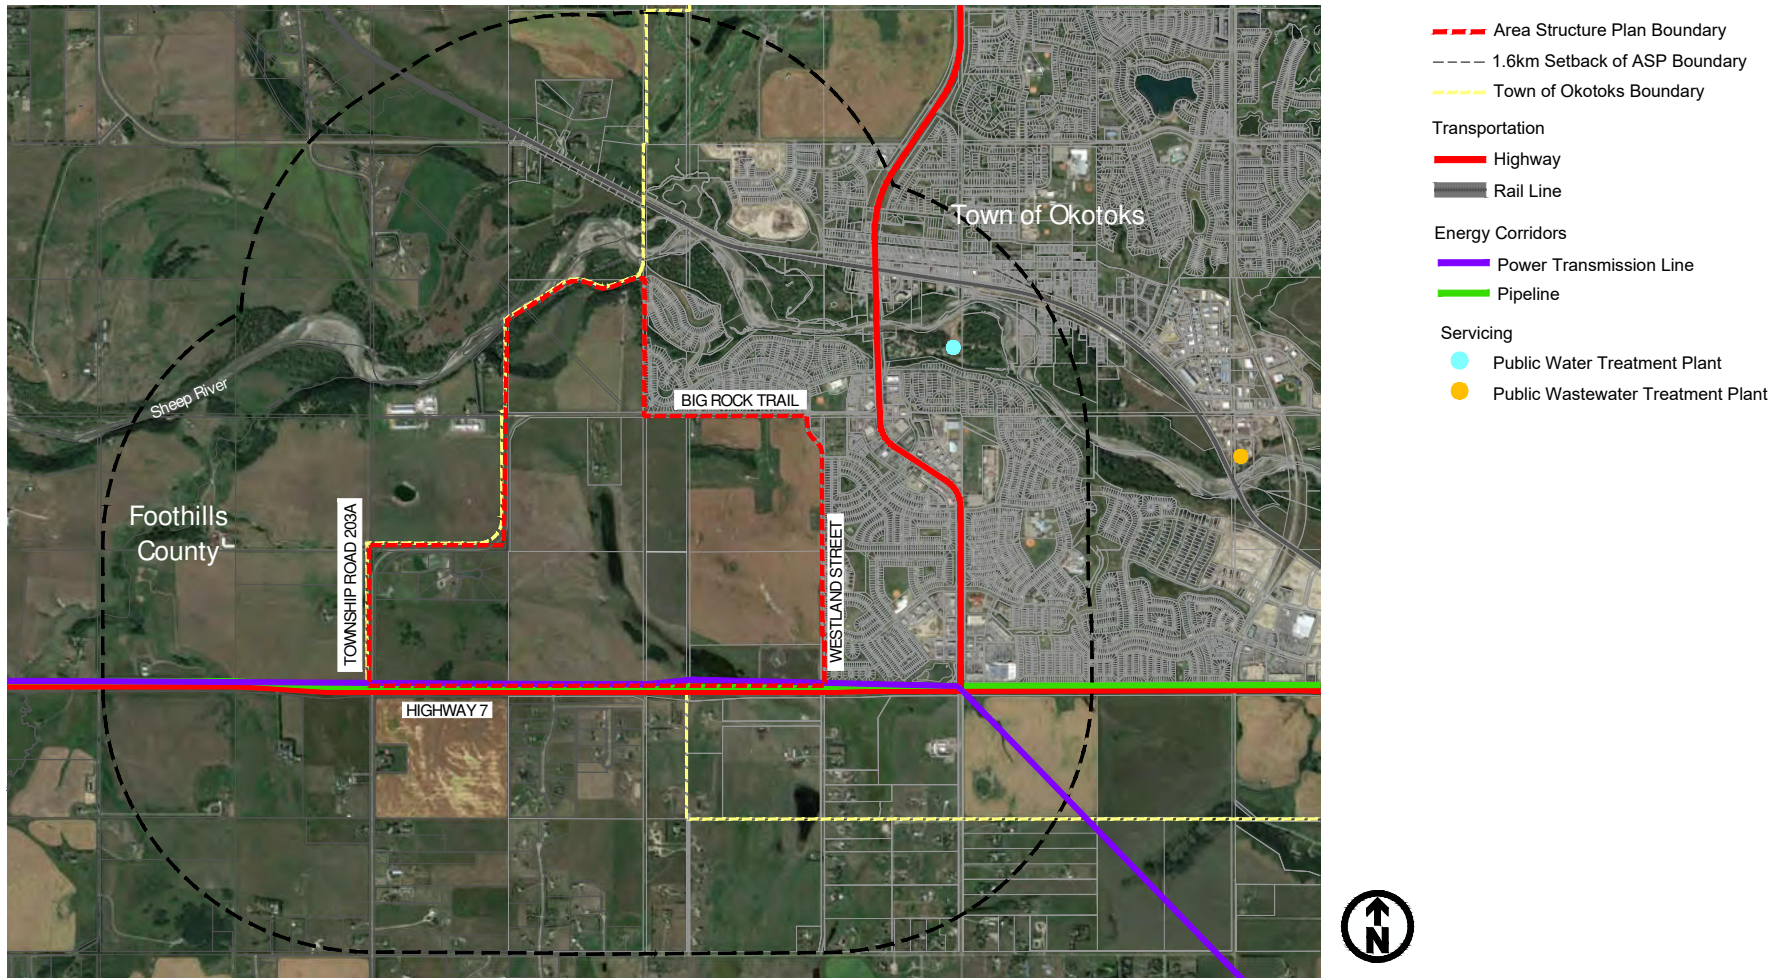 Area Structure Plan Boundary
1.6km Setback of ASP Boundary
Town of Okotoks Boundary
Transportation
Highway
Rail Line
Energy Corridors
Power Transmission Line
Pipeline
Servicing
Public Water Treatment Plant
Public Wastewater Treatment Plant
Town of Okotoks
Sheep River
BIG ROCK TRAIL
Foothills
County
TOWNSHIP ROAD 203A
WESTLAND STREET
HIGHWAY 7
N